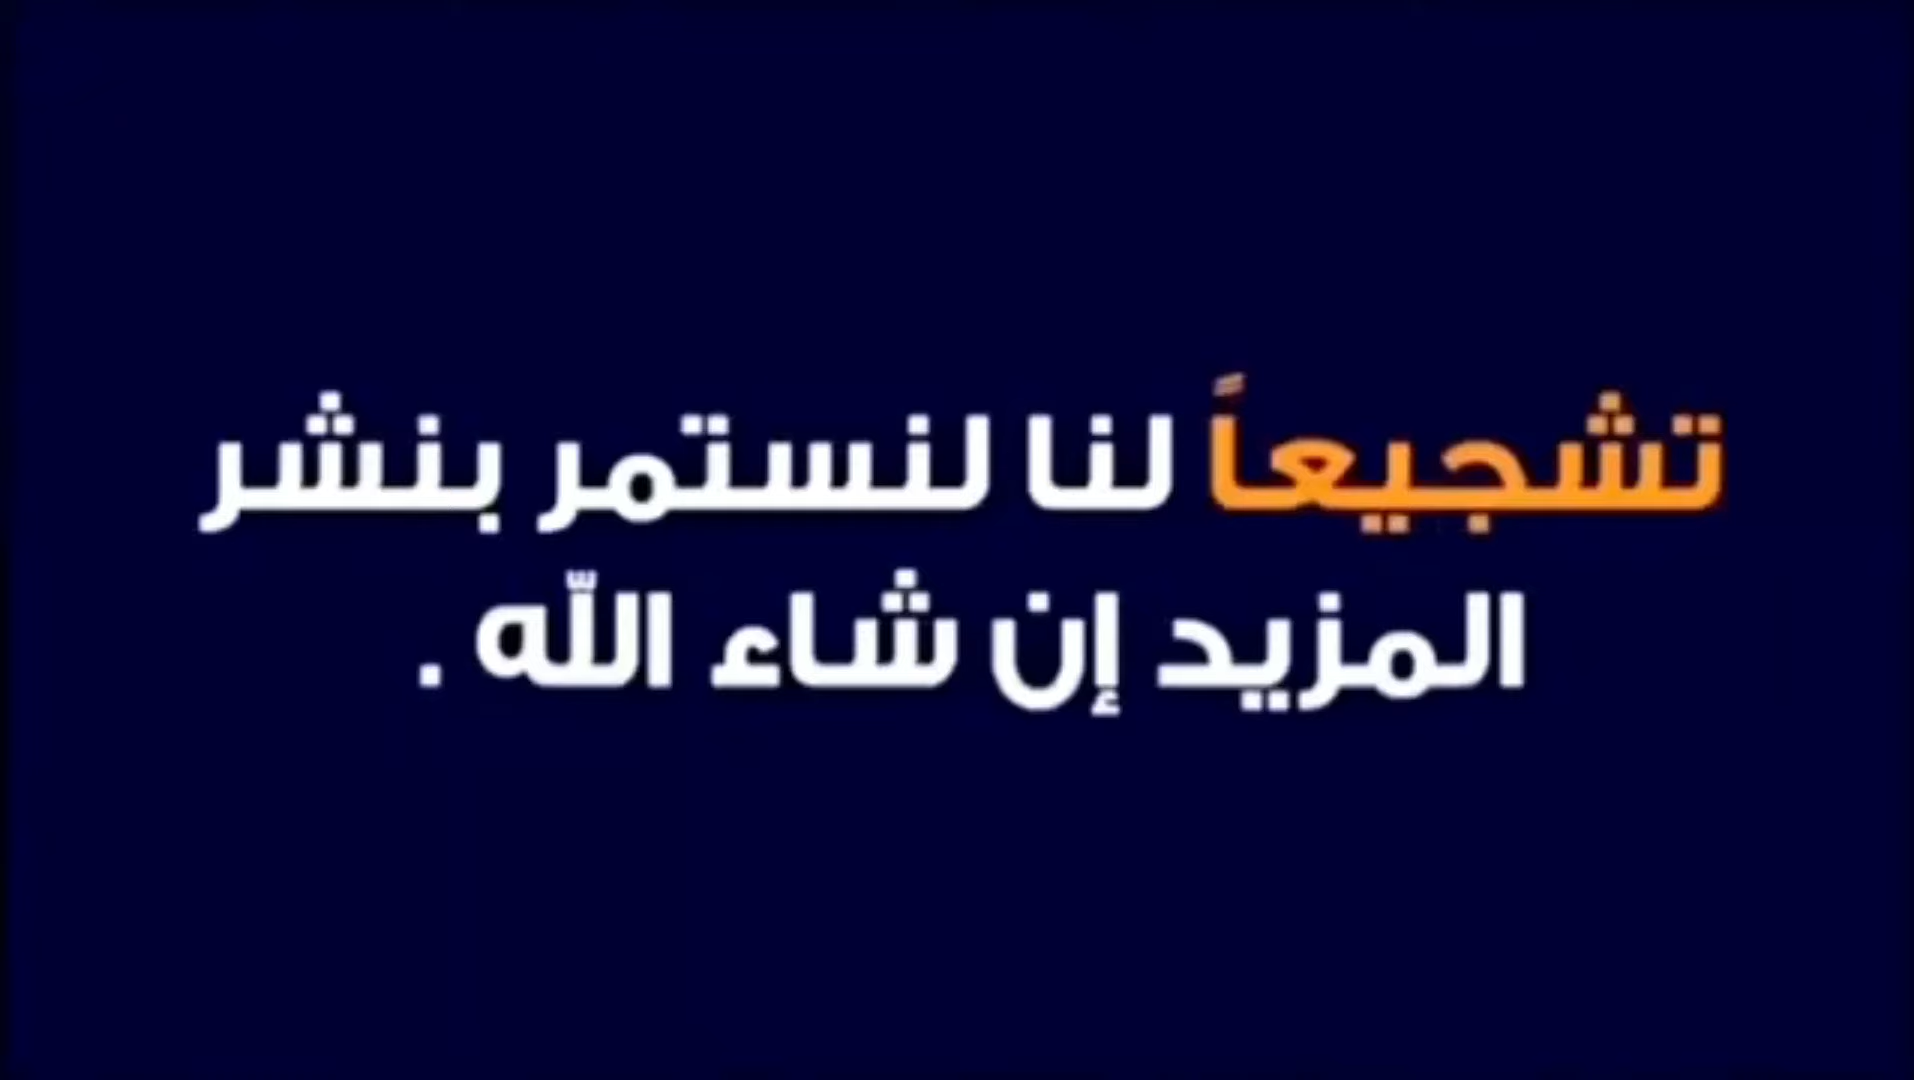 تشجيعاً لنا لنستمر بنشر
المزيد إن شاء اللّه .